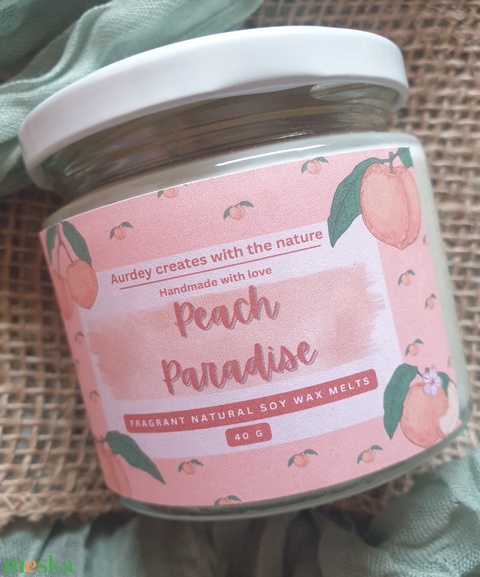 Aurdey creates with the nature
Handmade with love
Peach
Paradise
FRAGRANT NATURAL SOY WAX MELTS
40 G
meska